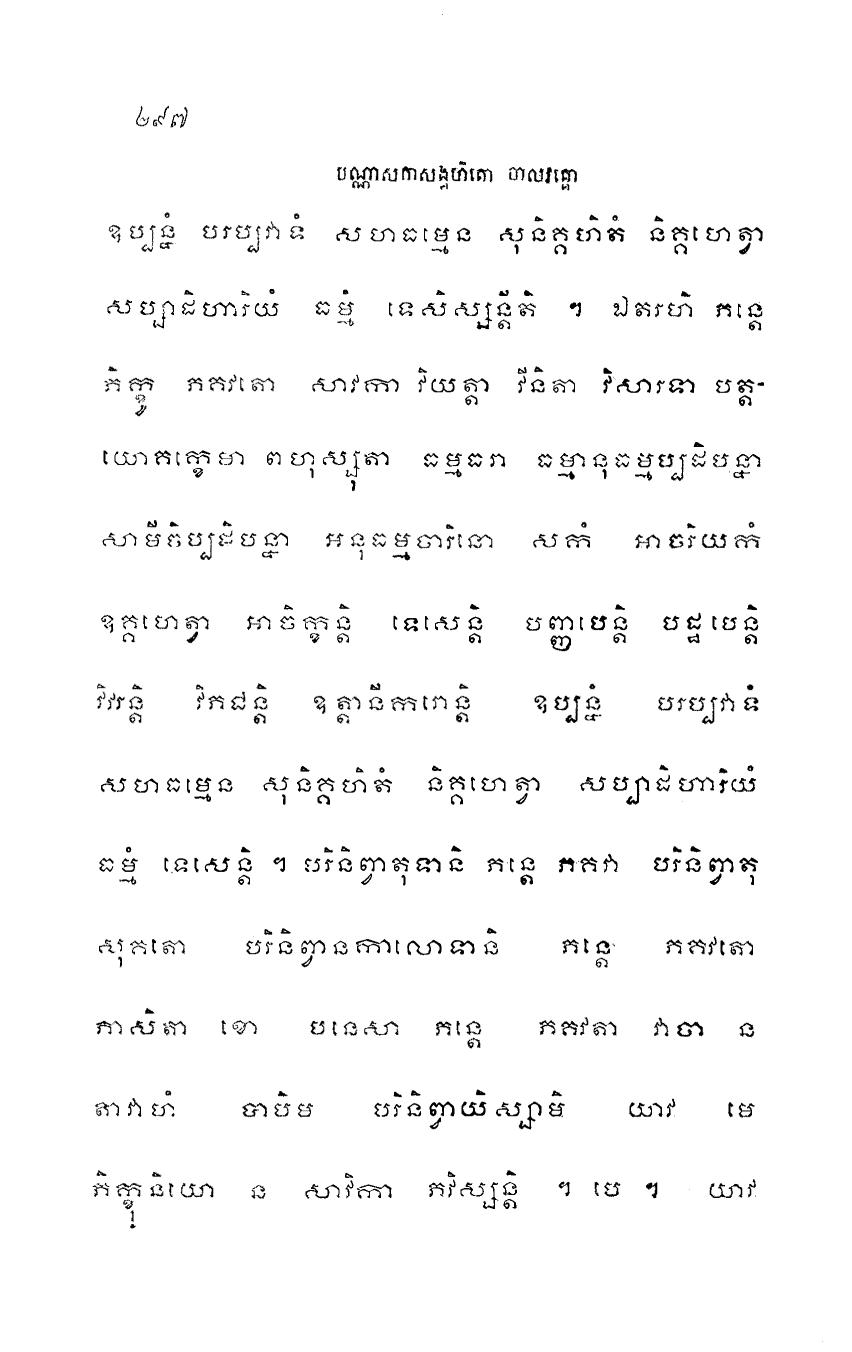 ២៩៧
បណ្ណាសកាសង្គហិតោ ចាលវគ្គោ
ឧប្បន្នំ បរប្បវាទំ សហធម្មេន សុនិគ្គហិតំ និគ្គហេត្វា
សប្បាដិហារិយំ ធម្មំ ទេសិស្សន្តីតិ ។ ឯតរហិ ភន្តេ
ភិក្ខូ ភគវតោ សាវកា វិយត្តា វិនីតា វិសារទា បត្ត-
យោគក្ខេមា ពហុស្សុតា ធម្មធរា ធម្មានុធម្មប្បដិបន្នា
សាមីចិប្បដិបន្នា អនុធម្មចារិនោ សកំ អាចរិយកំ
ឧគ្គហេត្វា អាចិក្ខន្តិ ទេសេន្តិ បញ្ញបេន្តិ បដ្ឋបេន្តិ
វិវរន្តិ វិភជន្តិ ឧត្តានីករោន្តិ ឧប្បន្នំ បរប្បវាទំ
សហធម្មេន សុនិគ្គហិតំ និគ្គហេត្វា សប្បាដិហារិយំ
ធម្មំ ទេសេន្តិ ។ បរិនិព្វាតុទានិ ភន្តេ ភគវា បរិនិព្វាតុ
សុគតោ បរិនិព្វានកាលោទានិ ភន្តេ ភគវតោ
ភាសិតា ខោ បនេសា ភន្តេ ភគវតា វាចា ន
តាវាហំ បាបិម បរិនិព្វាយិស្សាមិ យាវ មេ
ភិក្ខុនិយោ ន សាវិកា ភវិស្សន្តិ ។ បេ ។ យាវ